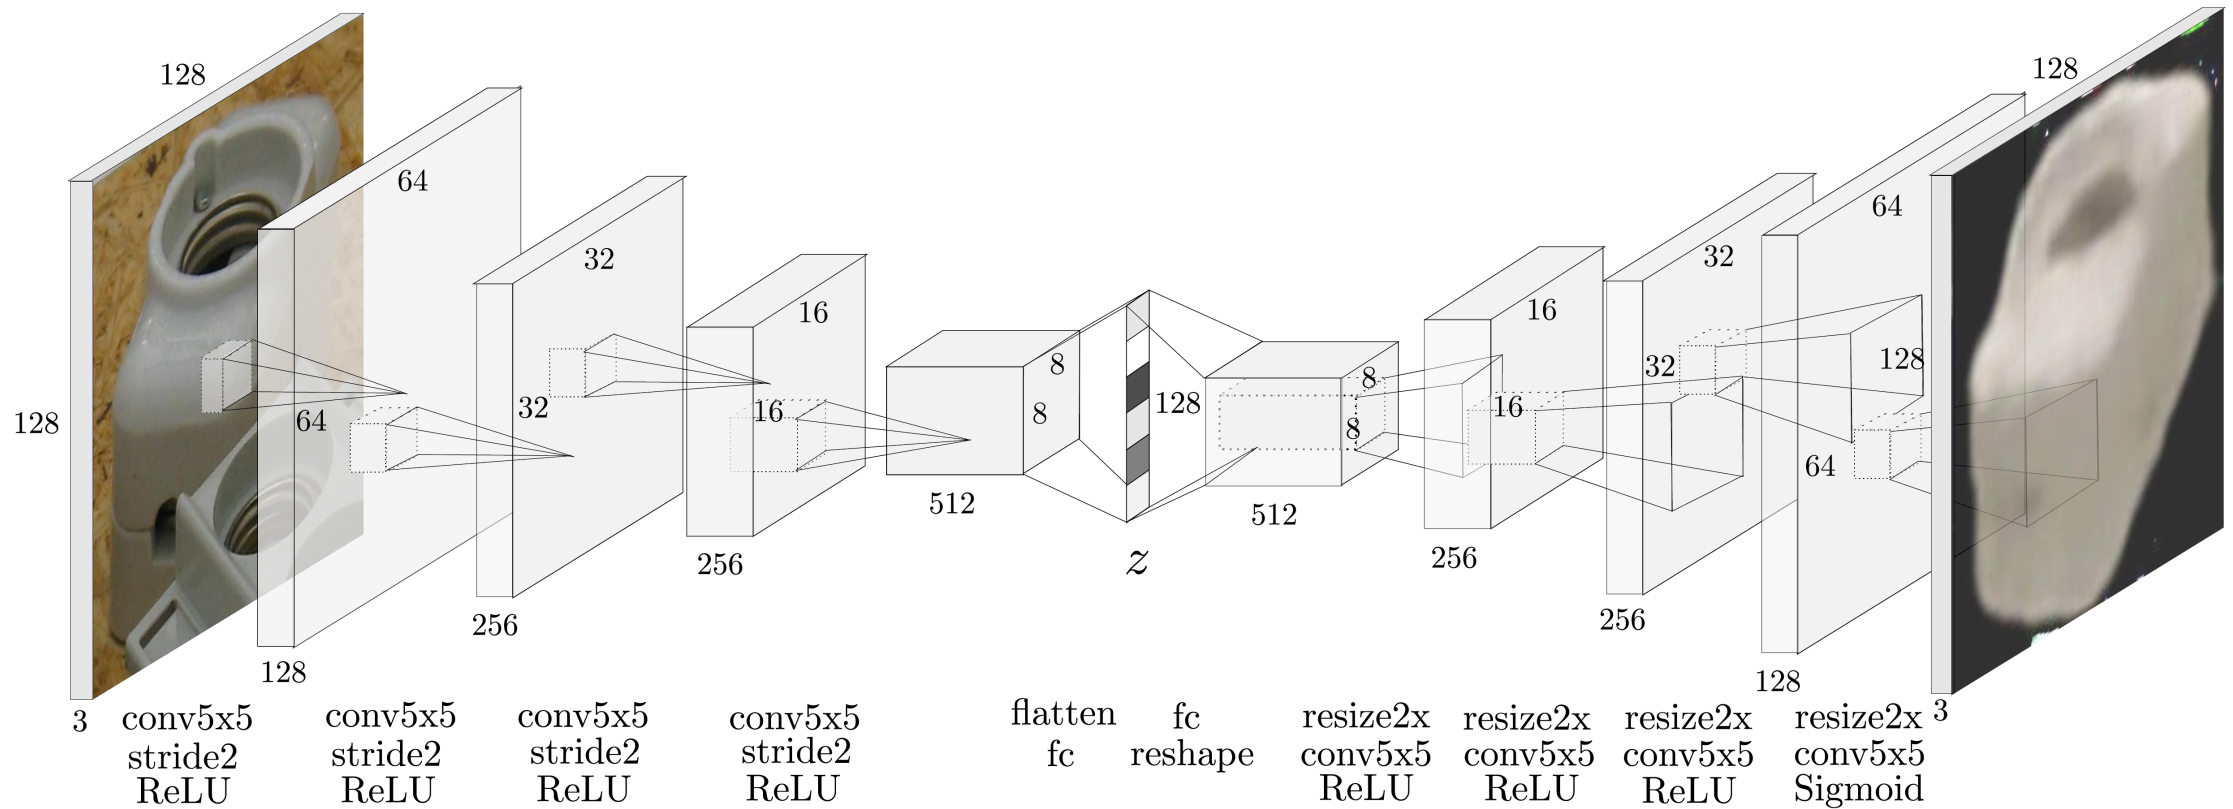 128
128
3
64
64
128
32
32
256
16
16
256
8
8
512
128
z
8
8
512
16
16
256
32
32
256
64
64
128
128
128
3
conv5x5
stride2
ReLU
conv5x5
stride2
ReLU
conv5x5
stride2
ReLU
conv5x5
stride2
ReLU
flatten
fc
fc
reshape
resize2x
conv5x5
ReLU
resize2x
conv5x5
ReLU
resize2x
conv5x5
ReLU
resize2x
conv5x5
Sigmoid